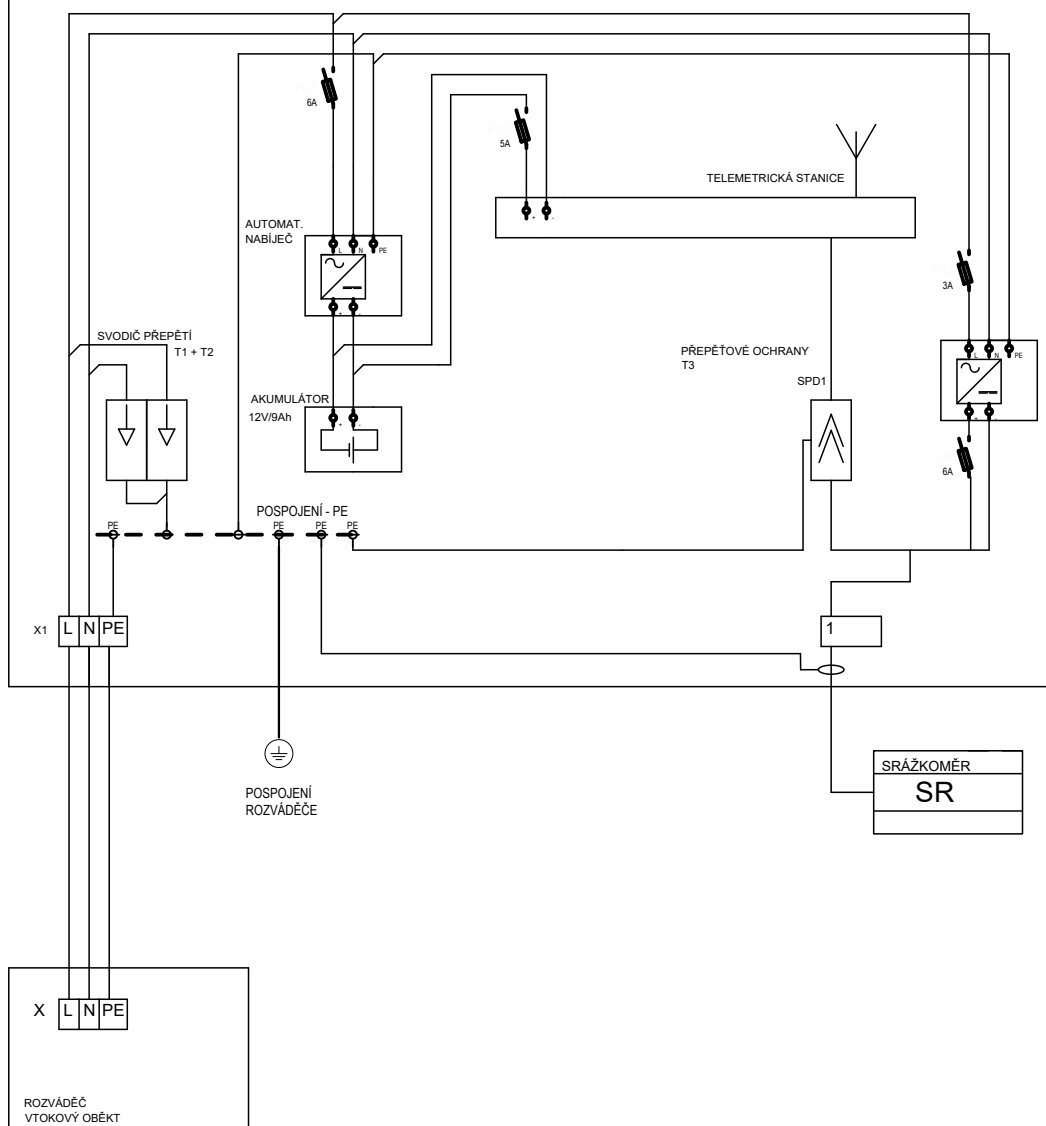 6A
5A
TELEMETRICKÁ STANICE
+ -
AUTOMAT.
NABÍJEČ
L N PE
+ -
3A
SVODIČ PŘEPĚTÍ
T1 + T2
PŘEPĚŤOVÉ OCHRANY
T3
SPD1
L N PE
+ -
AKUMULÁTOR
12V/9Ah
+ -
6A
POSPOJENÍ - PE
PE PE PE PE
X1 L N PE
1
POSPOJENÍ
ROZVÁDĚČE
SRÁŽKOMĚR
SR
X L N PE
ROZVÁDĚČ
VTOKOVÝ OBĚKT